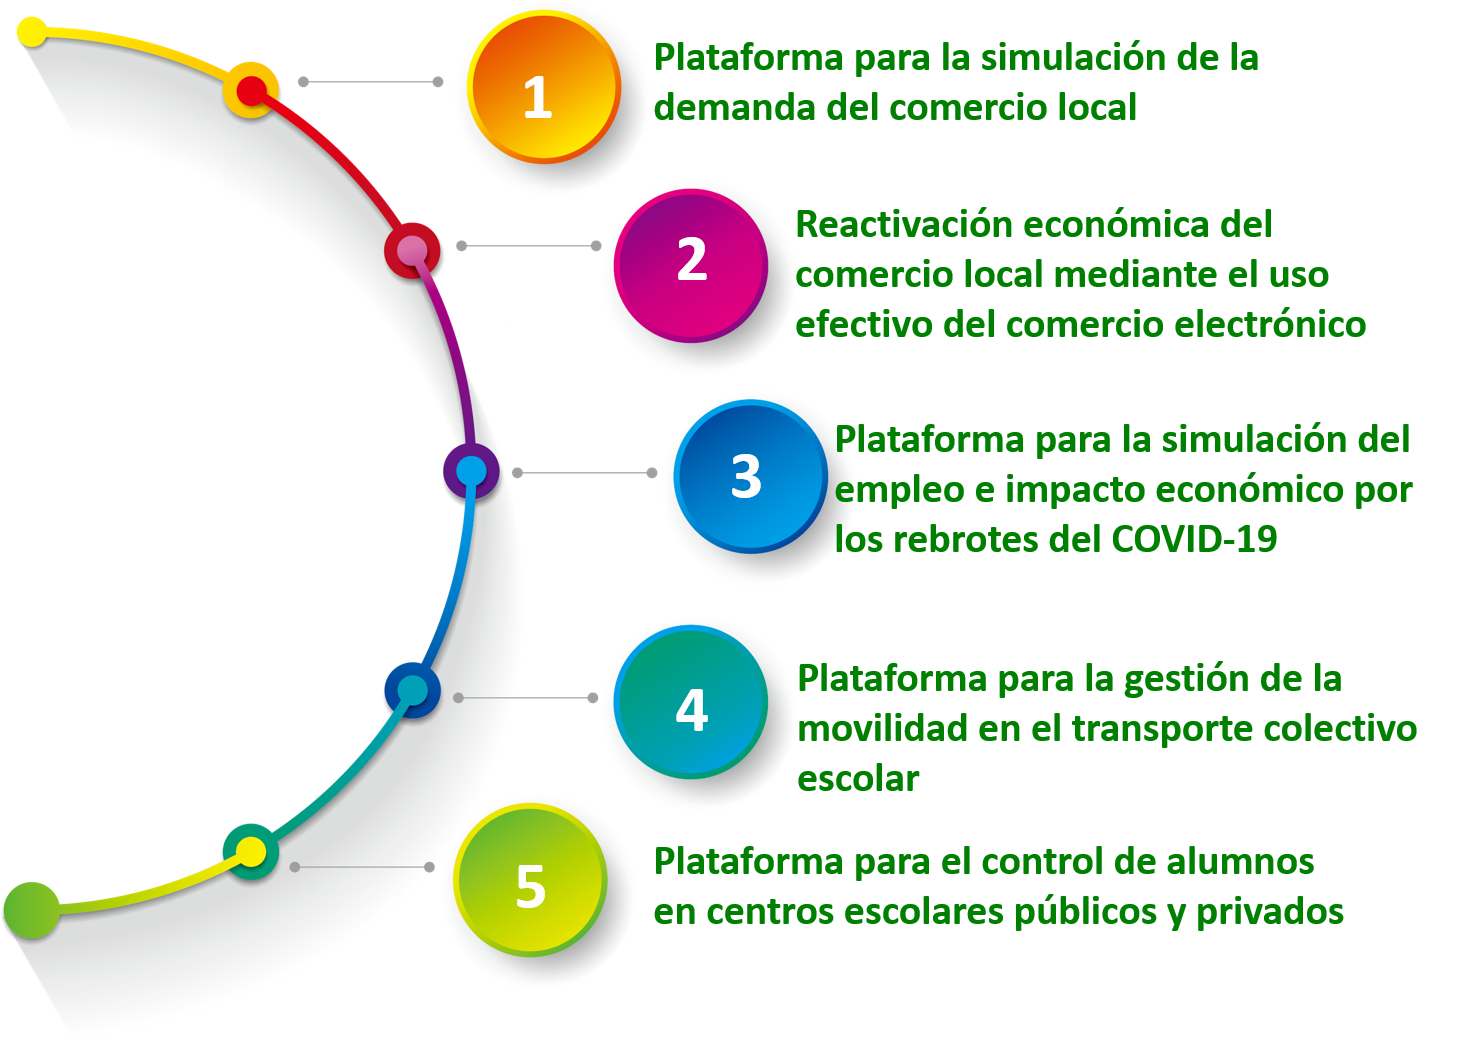 1
Plataforma para la simulación de la
demanda del comercio local
2
Reactivación económica del
comercio local mediante el uso
efectivo del comercio electrónico
3
Plataforma para la simulación del
empleo e impacto económico por
los rebrotes del COVID-19
4
Plataforma para la gestión de la
movilidad en el transporte colectivo
escolar
5
Plataforma para el control de alumnos
en centros escolares públicos y privados